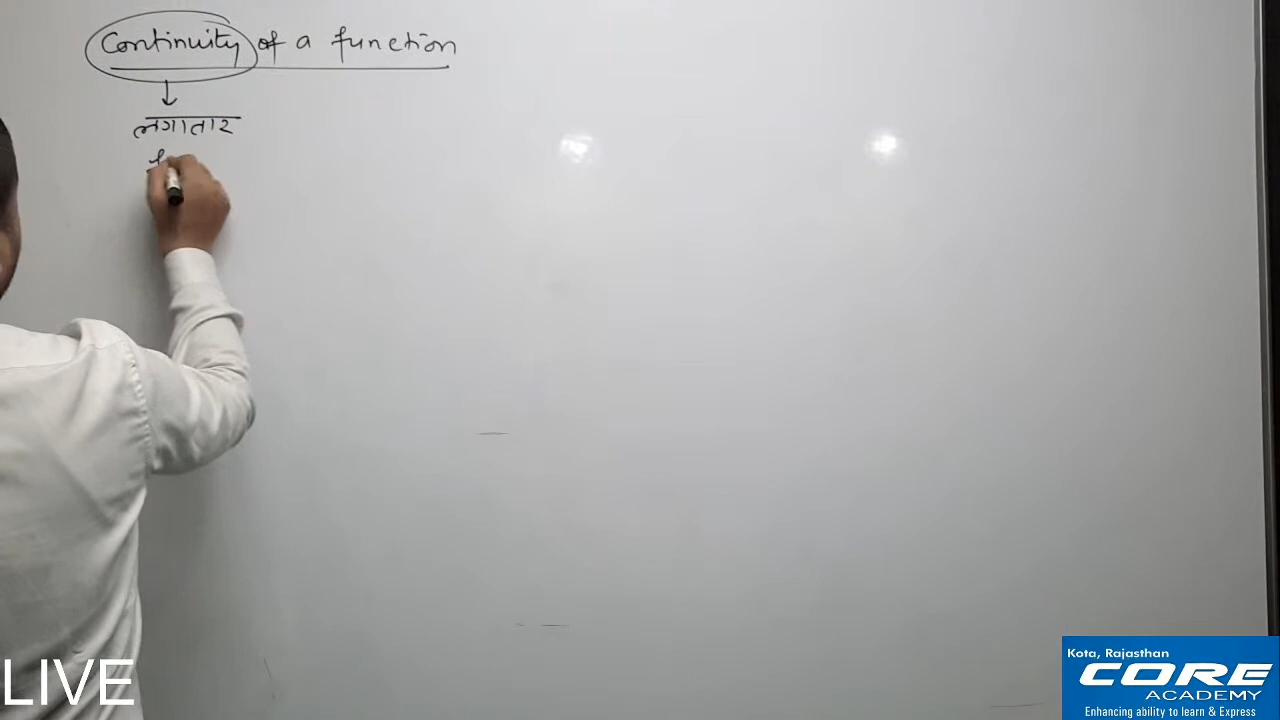 Continuity of a function
लगातार
LIVE
Kota, Rajasthan
CORE
ACADEMY
Enhancing ability to learn & Express